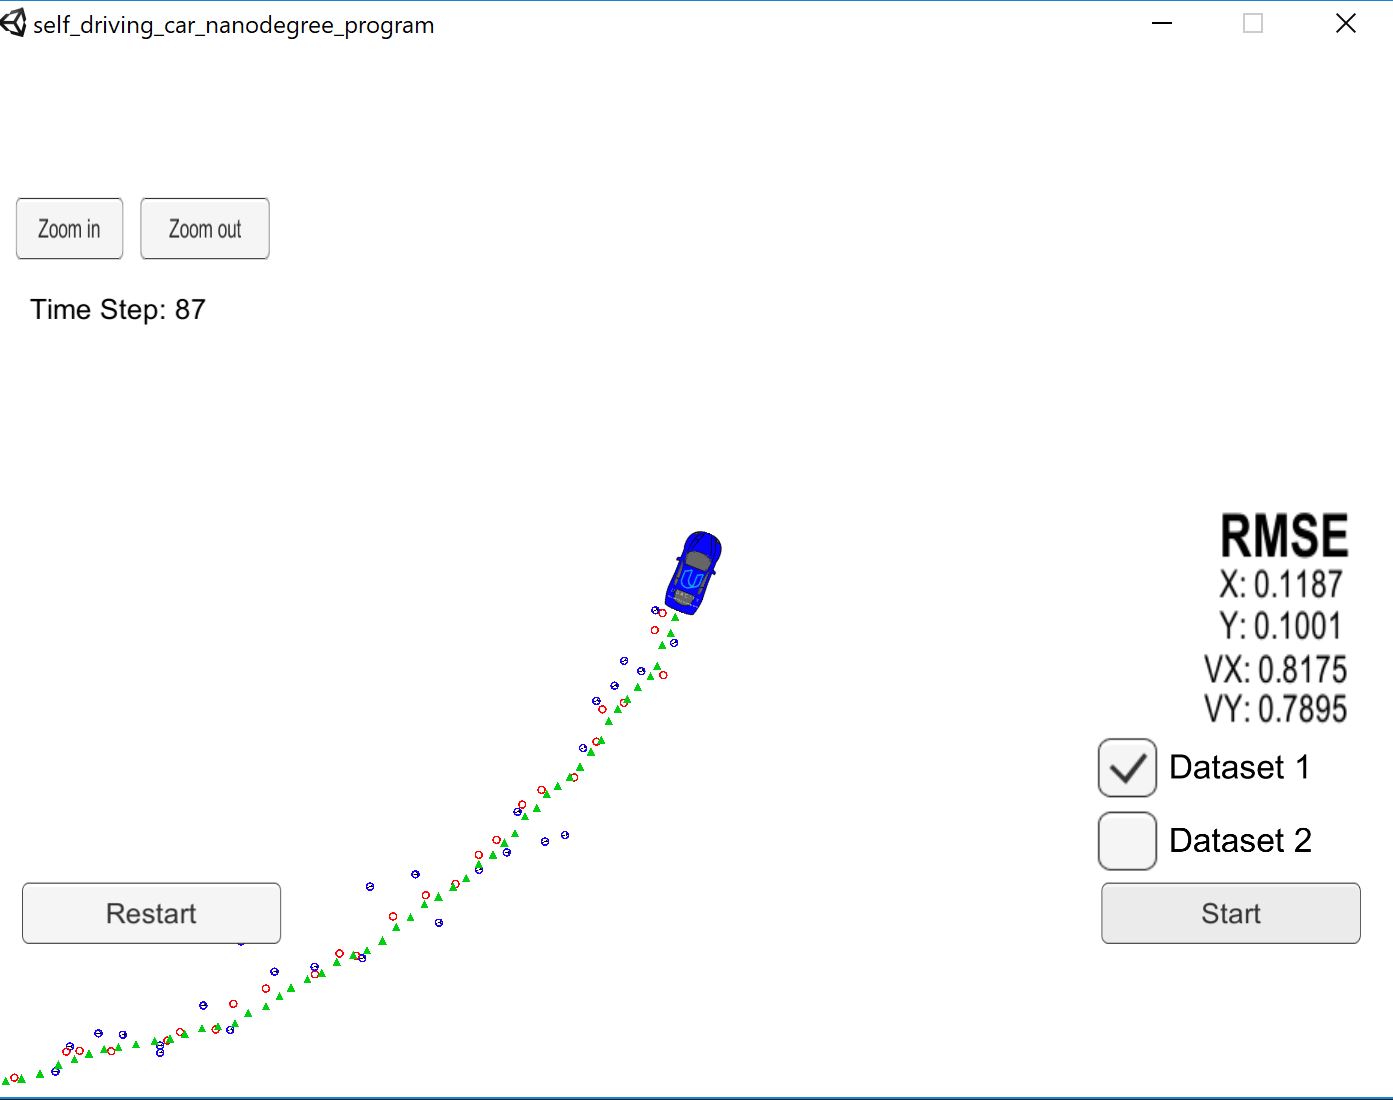 self_driving_car_nanodegree_program
Zoom in
Zoom out
Time Step: 87
RMSE
X: 0.1187
Y: 0.1001
VX: 0.8175
VY: 0.7895
Dataset 1
Dataset 2
Restart
Start